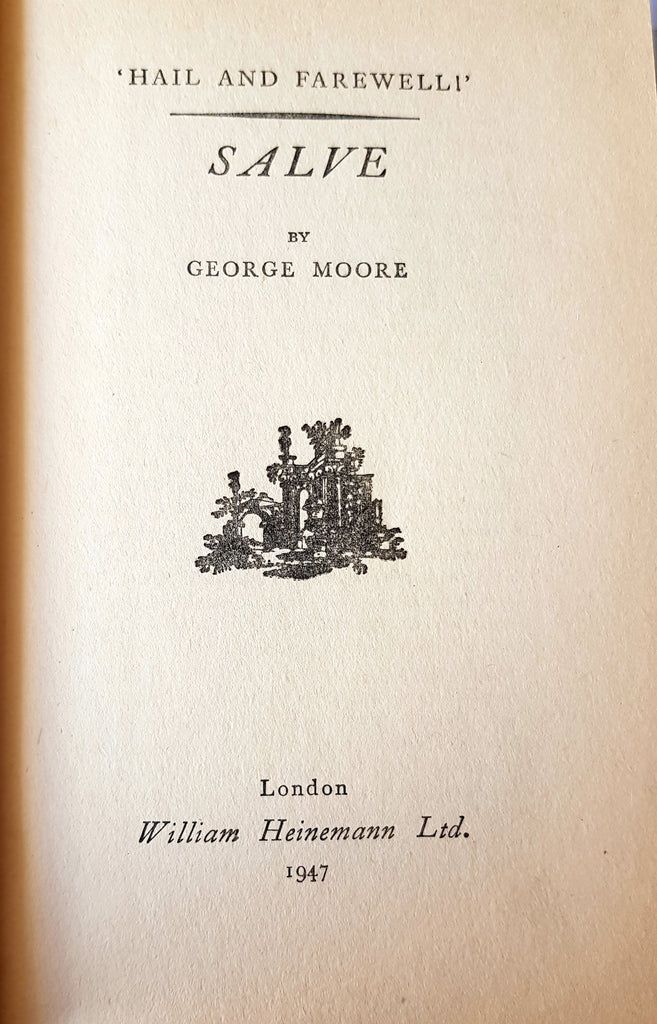 'HAIL AND FAREWELL!'
SALVE
BY
GEORGE MOORE
London
William Heinemann Ltd.
1947